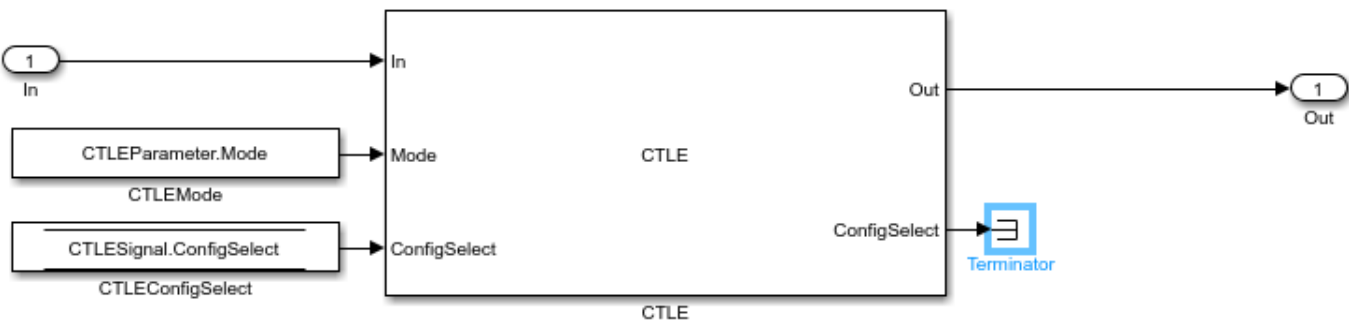 1
In
CTLEParameter.Mode
CTLEMode
CTLESignal.ConfigSelect
CTLEConfigSelect
In
Mode
ConfigSelect
CTLE
Out
ConfigSelect
CTLE
Terminator
1
Out